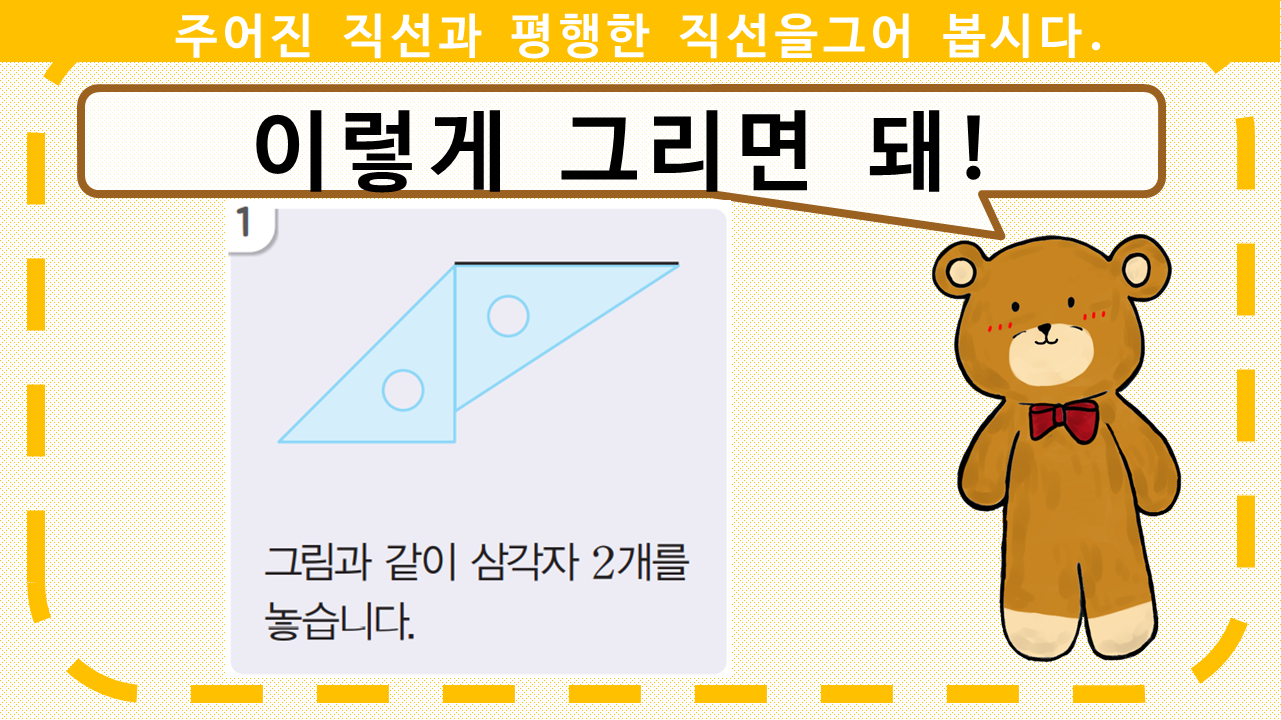 주어진 직선과 평행한 직선을그어 봅시다.
이렇게 그리면 돼!
1
그림과 같이 삼각자 2개를
놓습니다.